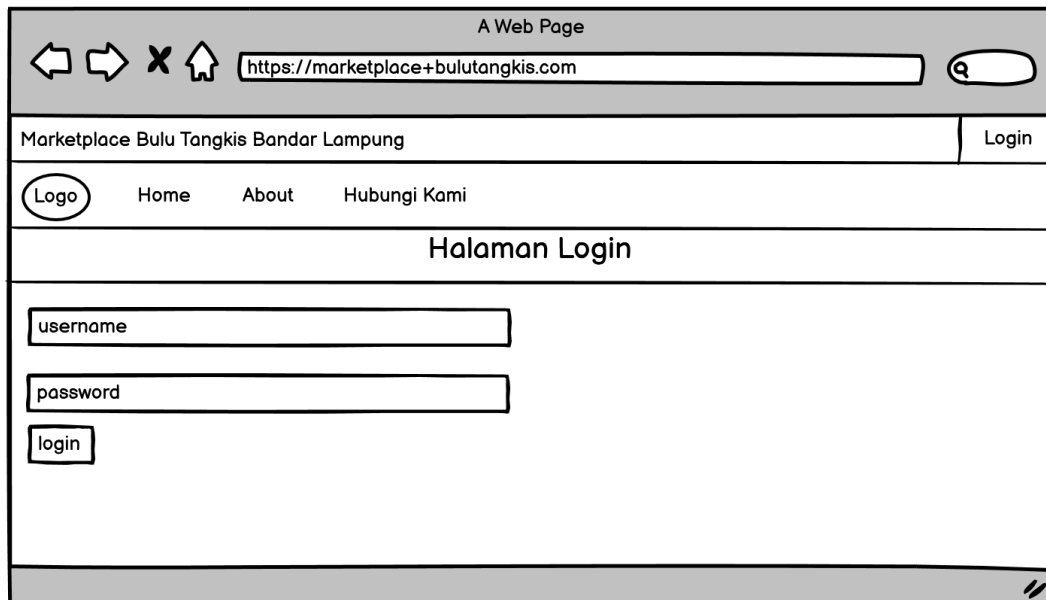 A Web Page
https://marketplace+bulutangkis.com
Marketplace Bulu Tangkis Bandar Lampung Login
Logo Home About Hubungi Kami
Halaman Login
username
password
login